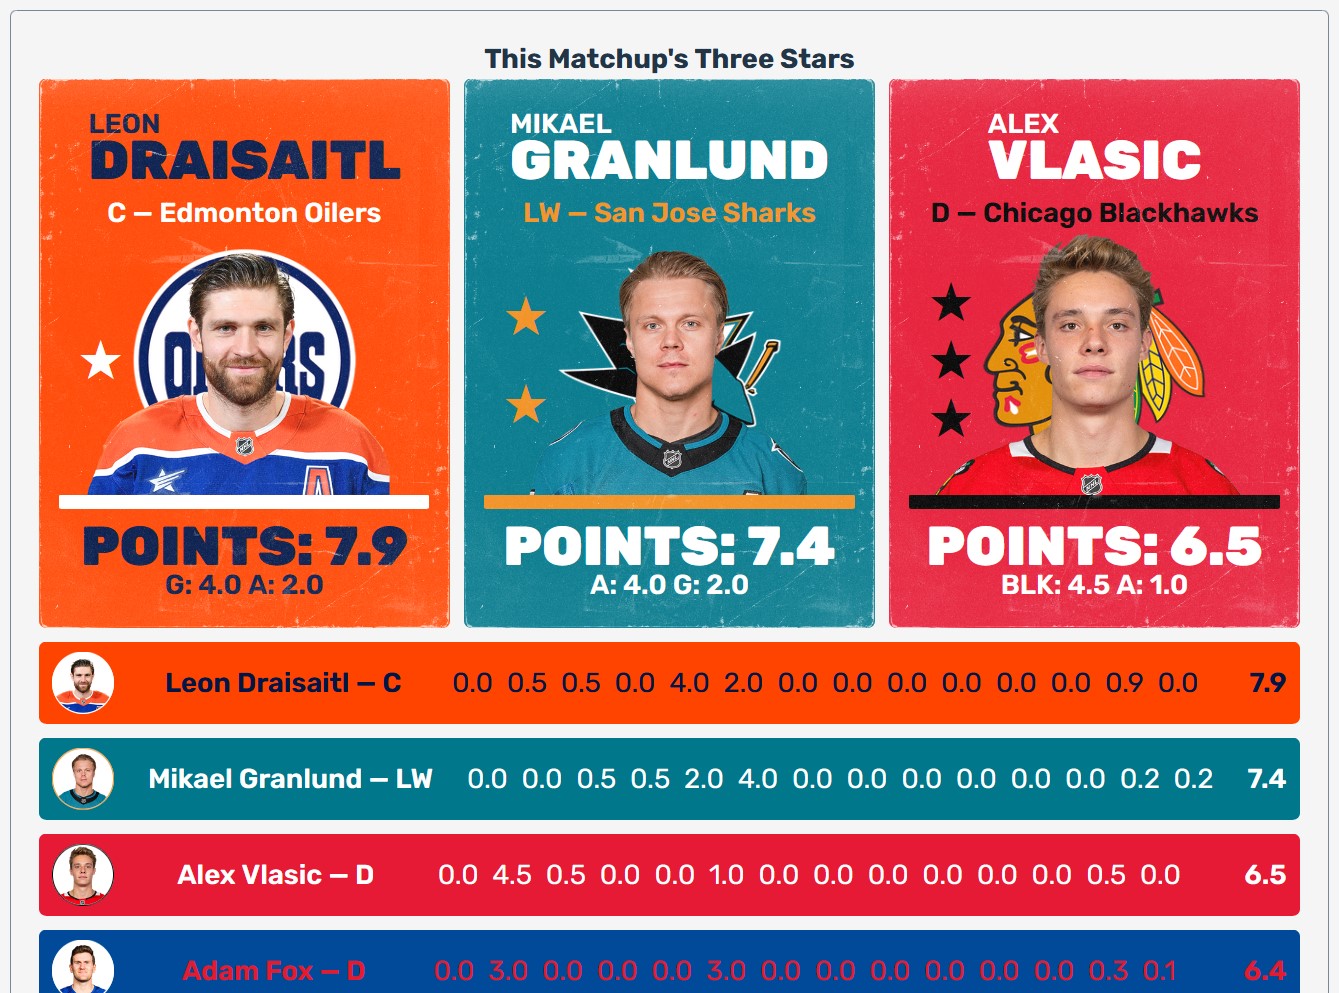 This Matchup's Three Stars
LEON
DRAISAITL
C — Edmonton Oilers
POINTS: 7.9
G: 4.0 A: 2.0
MIKAEL
GRANLUND
LW — San Jose Sharks
POINTS: 7.4
A: 4.0 G: 2.0
ALEX
VLASIC
D — Chicago Blackhawks
POINTS: 6.5
BLK: 4.5 A: 1.0
Leon Draisaitl — C 0.0 0.5 0.5 0.0 4.0 2.0 0.0 0.0 0.0 0.0 0.0 0.0 0.9 0.0 7.9
Mikael Granlund — LW 0.0 0.0 0.5 0.5 2.0 4.0 0.0 0.0 0.0 0.0 0.0 0.0 0.2 0.2 7.4
Alex Vlasic — D 0.0 4.5 0.5 0.0 0.0 1.0 0.0 0.0 0.0 0.0 0.0 0.0 0.5 0.0 6.5
Adam Fox — D 0.0 3.0 0.0 0.0 0.0 3.0 0.0 0.0 0.0 0.0 0.0 0.0 0.3 0.1 6.4